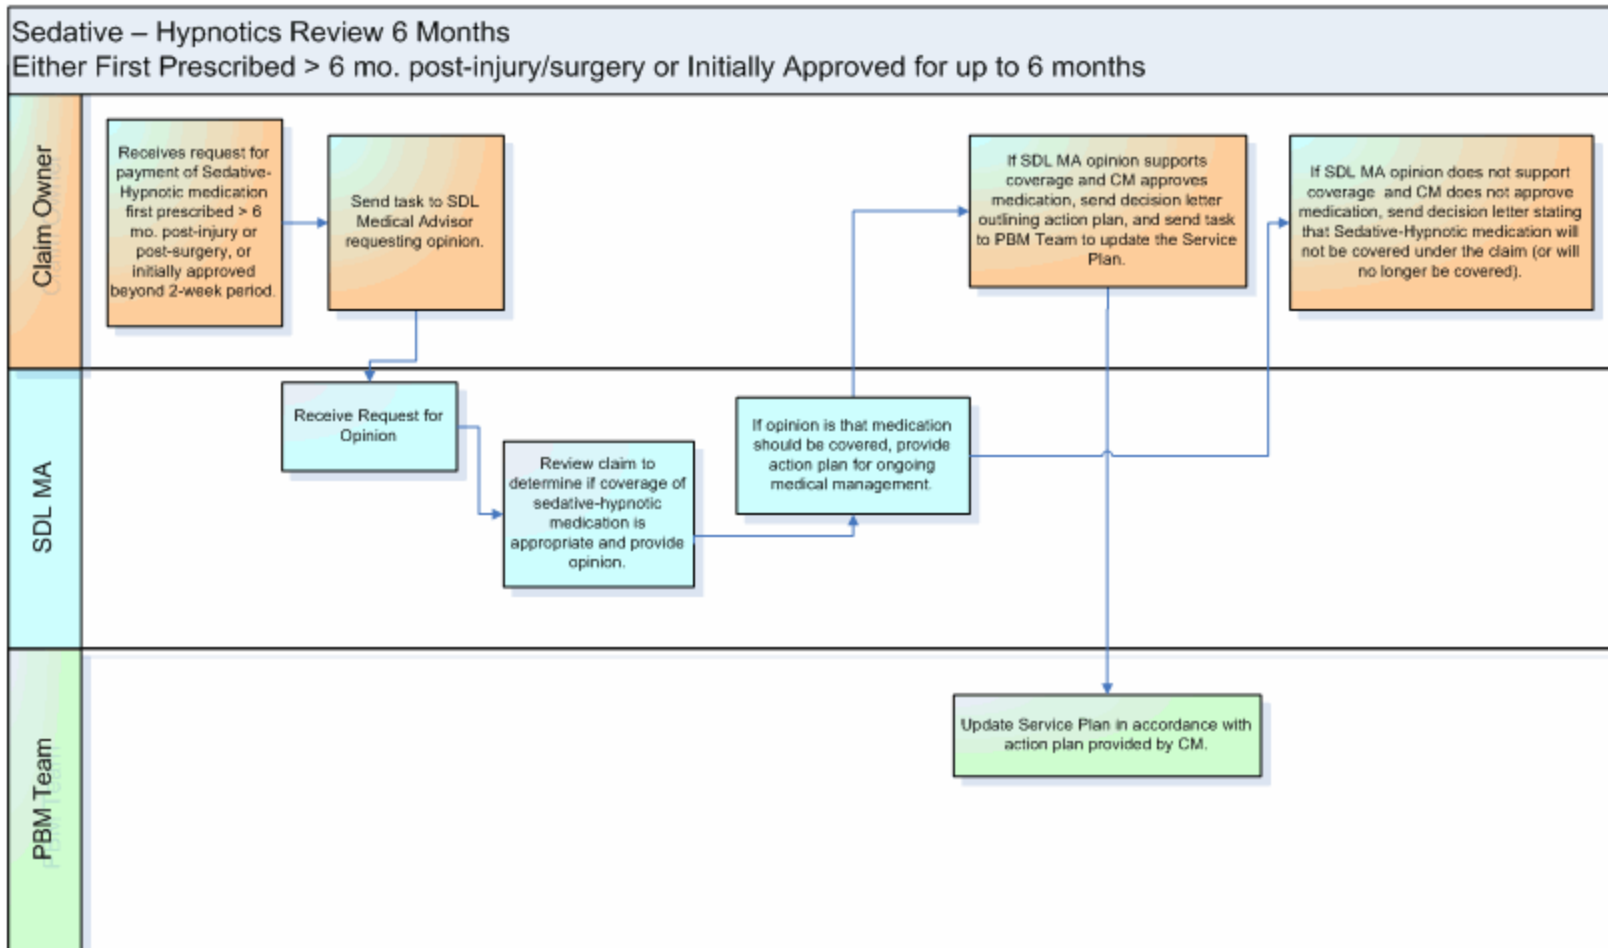 Sedative – Hypnotics Review 6 Months
Either First Prescribed > 6 mo. post-injury/surgery or Initially Approved for up to 6 months
Claim Owner
Receives request for
payment of Sedative-
Hypnotic medication
first prescribed > 6
mo. post-injury or
post-surgery, or
initially approved
beyond 2-week period.
Send task to SDL
Medical Advisor
requesting opinion.
If SDL MA opinion supports
coverage and CM approves
medication, send decision letter
outlining action plan, and send task
to PBM Team to update the Service
Plan.
If SDL MA opinion does not support
coverage and CM does not approve
medication, send decision letter stating
that Sedative-Hypnotic medication will
not be covered under the claim (or will
no longer be covered).
SDL MA
Receive Request for
Opinion
Review claim to
determine if coverage of
sedative-hypnotic
medication is
appropriate and provide
opinion.
If opinion is that medication
should be covered, provide
action plan for ongoing
medical management.
PBM Team
Update Service Plan in accordance with
action plan provided by CM.